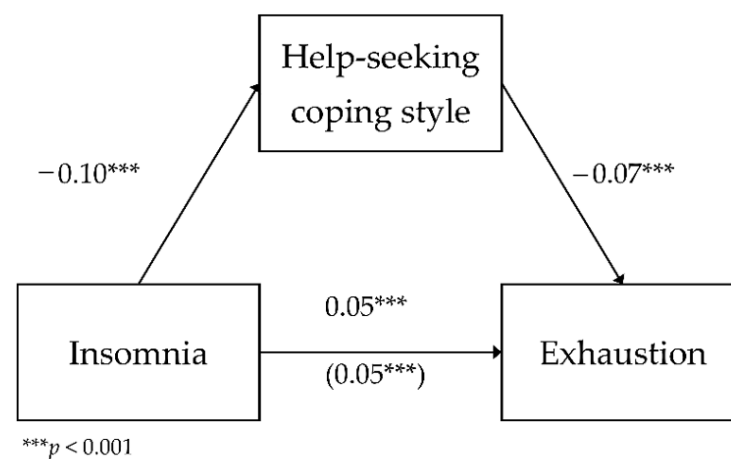 Help-seeking
coping style
−0.10***
−0.07***
0.05***
Insomnia
Exhaustion
(0.05***)
***p < 0.001